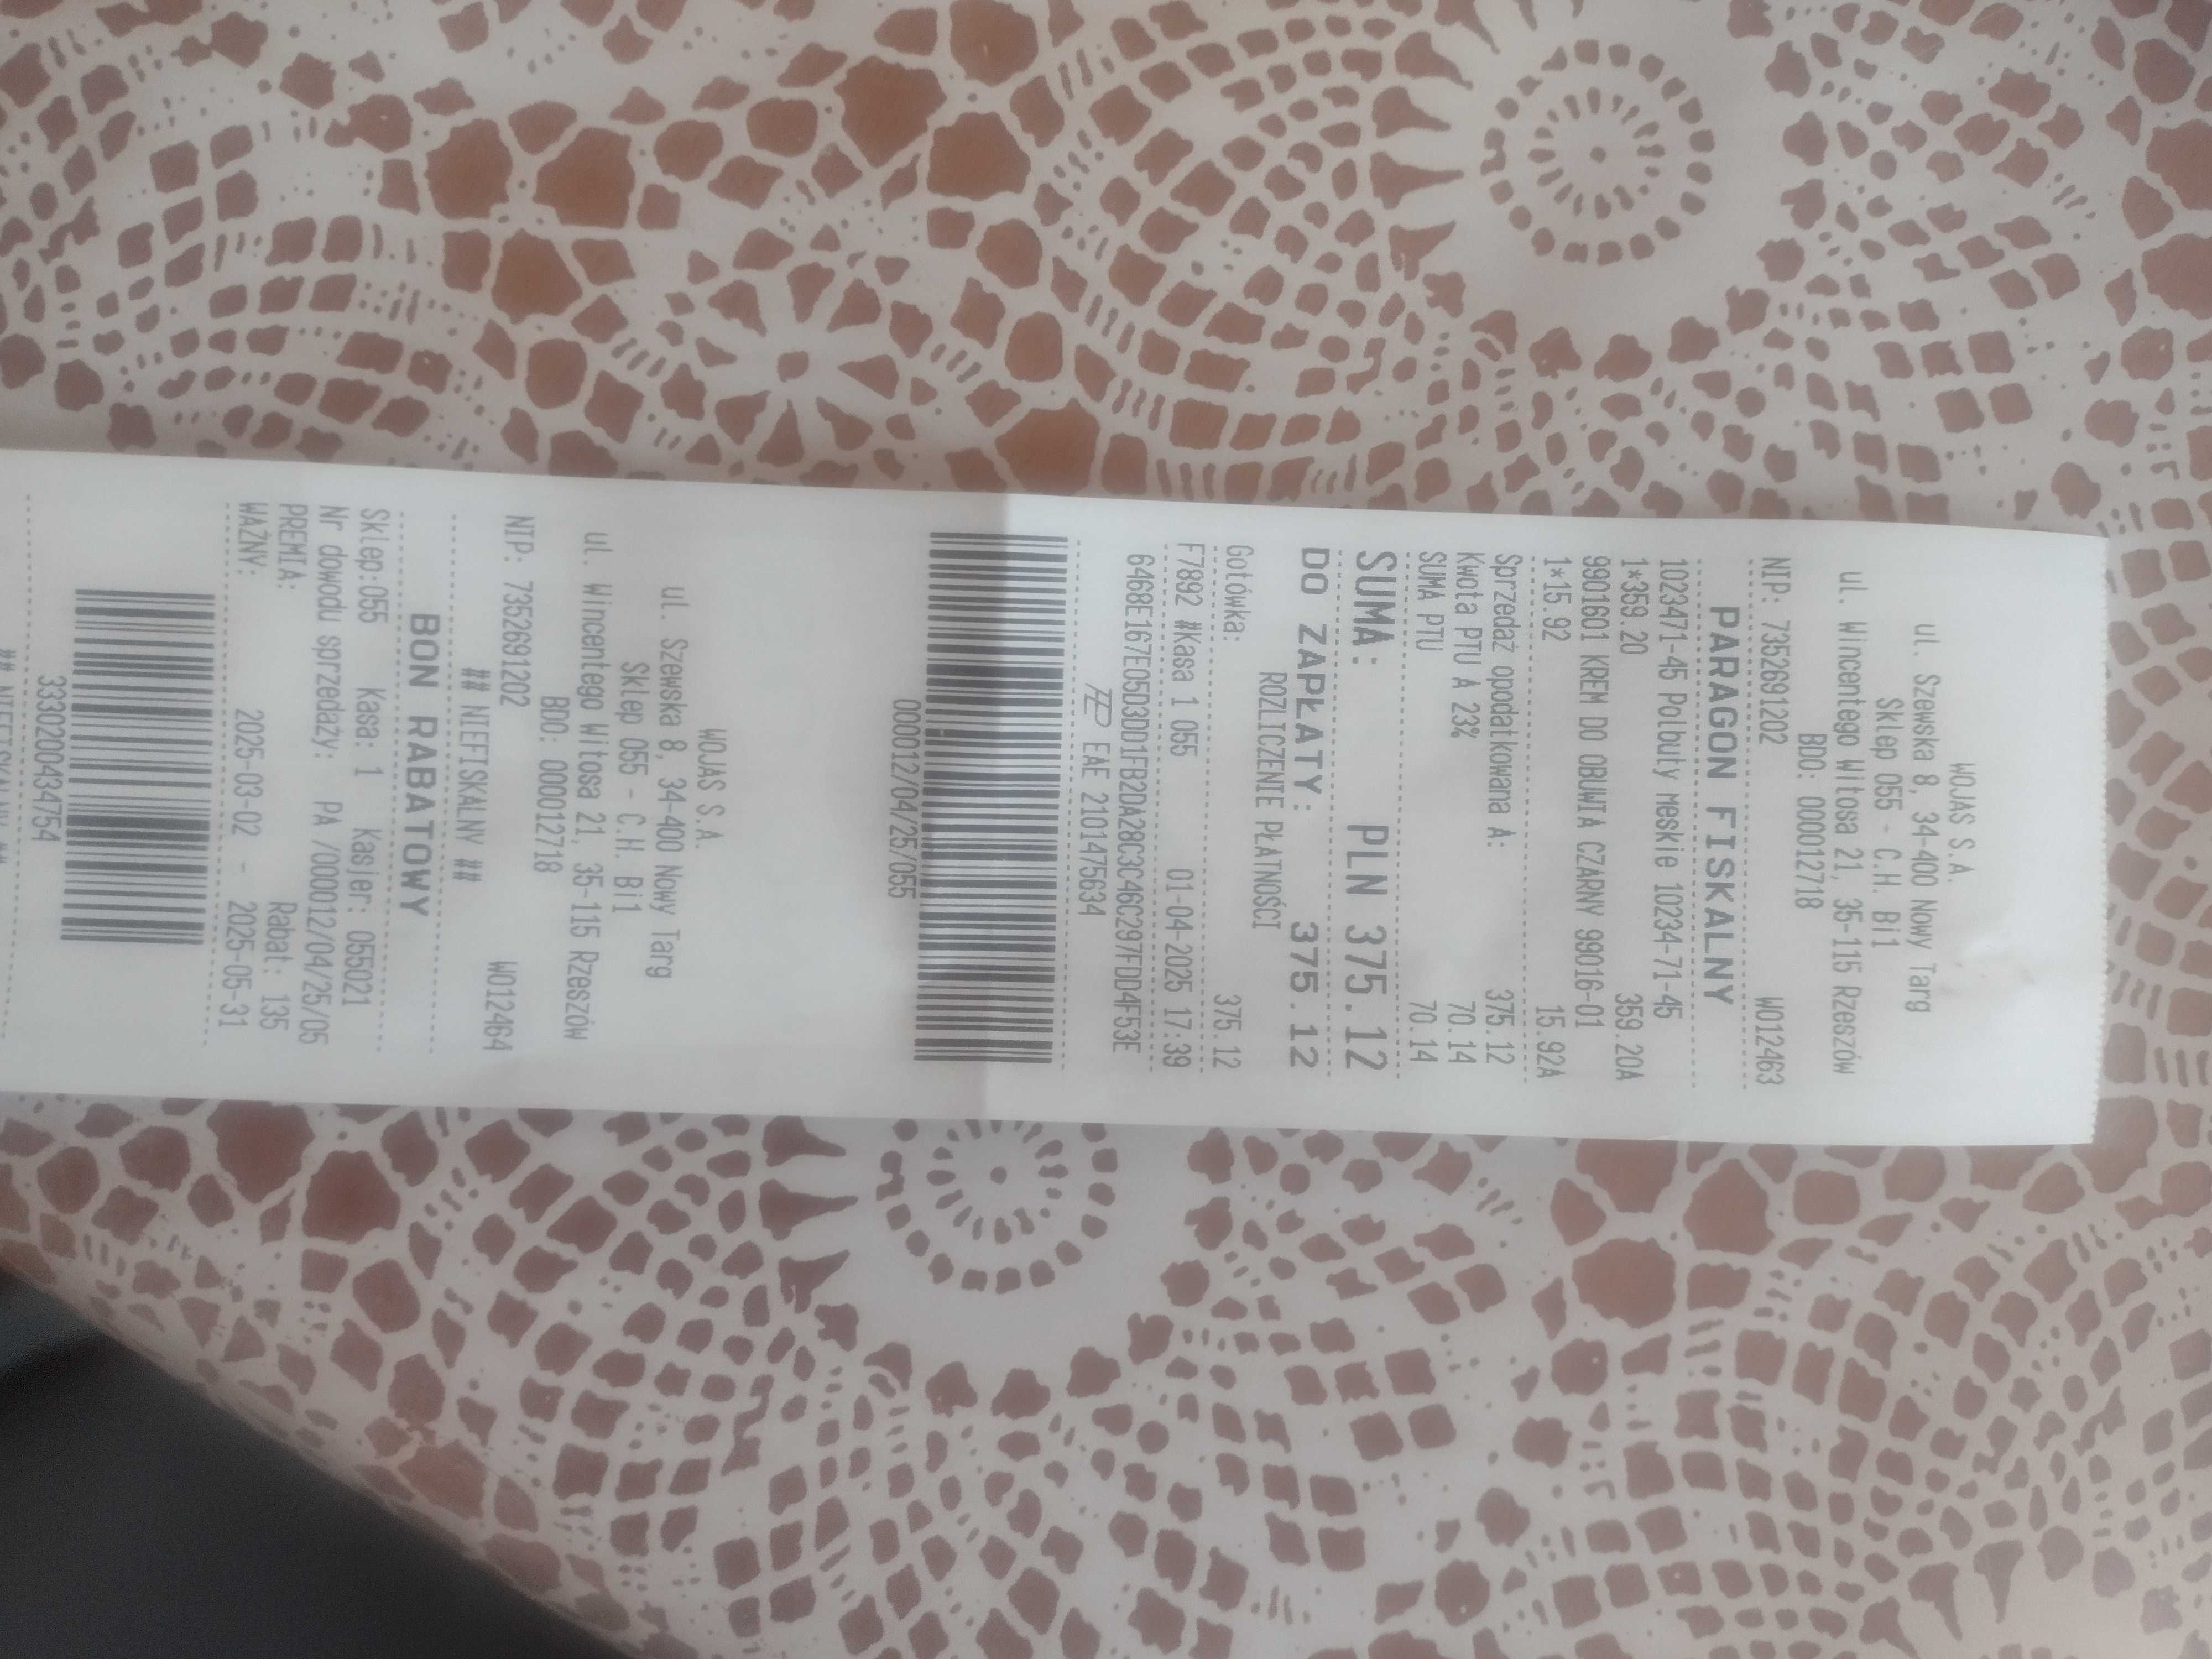 WOJAS S.A.
ul. Szewska 8, 34-400 Nowy Targ
Sklep 055 - C.H. Bi1
ul. Wincentego Witosa 21, 35-115 Rzeszów
BDO: 000012718
NIP: 7352691202 W012463
PARAGON FISKALNY
1023471-45 Polbuty męskie 10234-71-45
1*359.20 359.20A
9901601 KREM DO OBUWIA CZARNY 99016-01
1*15.92 15.92A
Sprzedaż opodatkowana A: 375.12
Kwota PTU A 23% 70.14
SUMA PTU 70.14
SUMA: PLN 375.12
DO ZAPŁATY: 375.12
ROZLICZENIE PŁATNOŚCI
Gotówka: 375.12
F7892 #Kasa 1 055 01-04-2025 17:39
6468E167E05D3DD1FB2DA28C3C46C297FDD4F53E
EAE 2101475634
000012/04/25/055
WOJAS S.A.
ul. Szewska 8, 34-400 Nowy Targ
Sklep 055 - C.H. Bi1
ul. Wincentego Witosa 21, 35-115 Rzeszów
BDO: 000012718
NIP: 7352691202 W012464
## NIEFISKALNY ##
BON RABATOWY
Sklep:055 Kasa: 1 Kasjer: 055021
Nr dowodu sprzedaży: PA /000012/04/25/05
PREMIA: Rabat: 135
WAŻNY: 2025-03-02 - 2025-05-31
3330200434754
## NIEFISKALNY ##